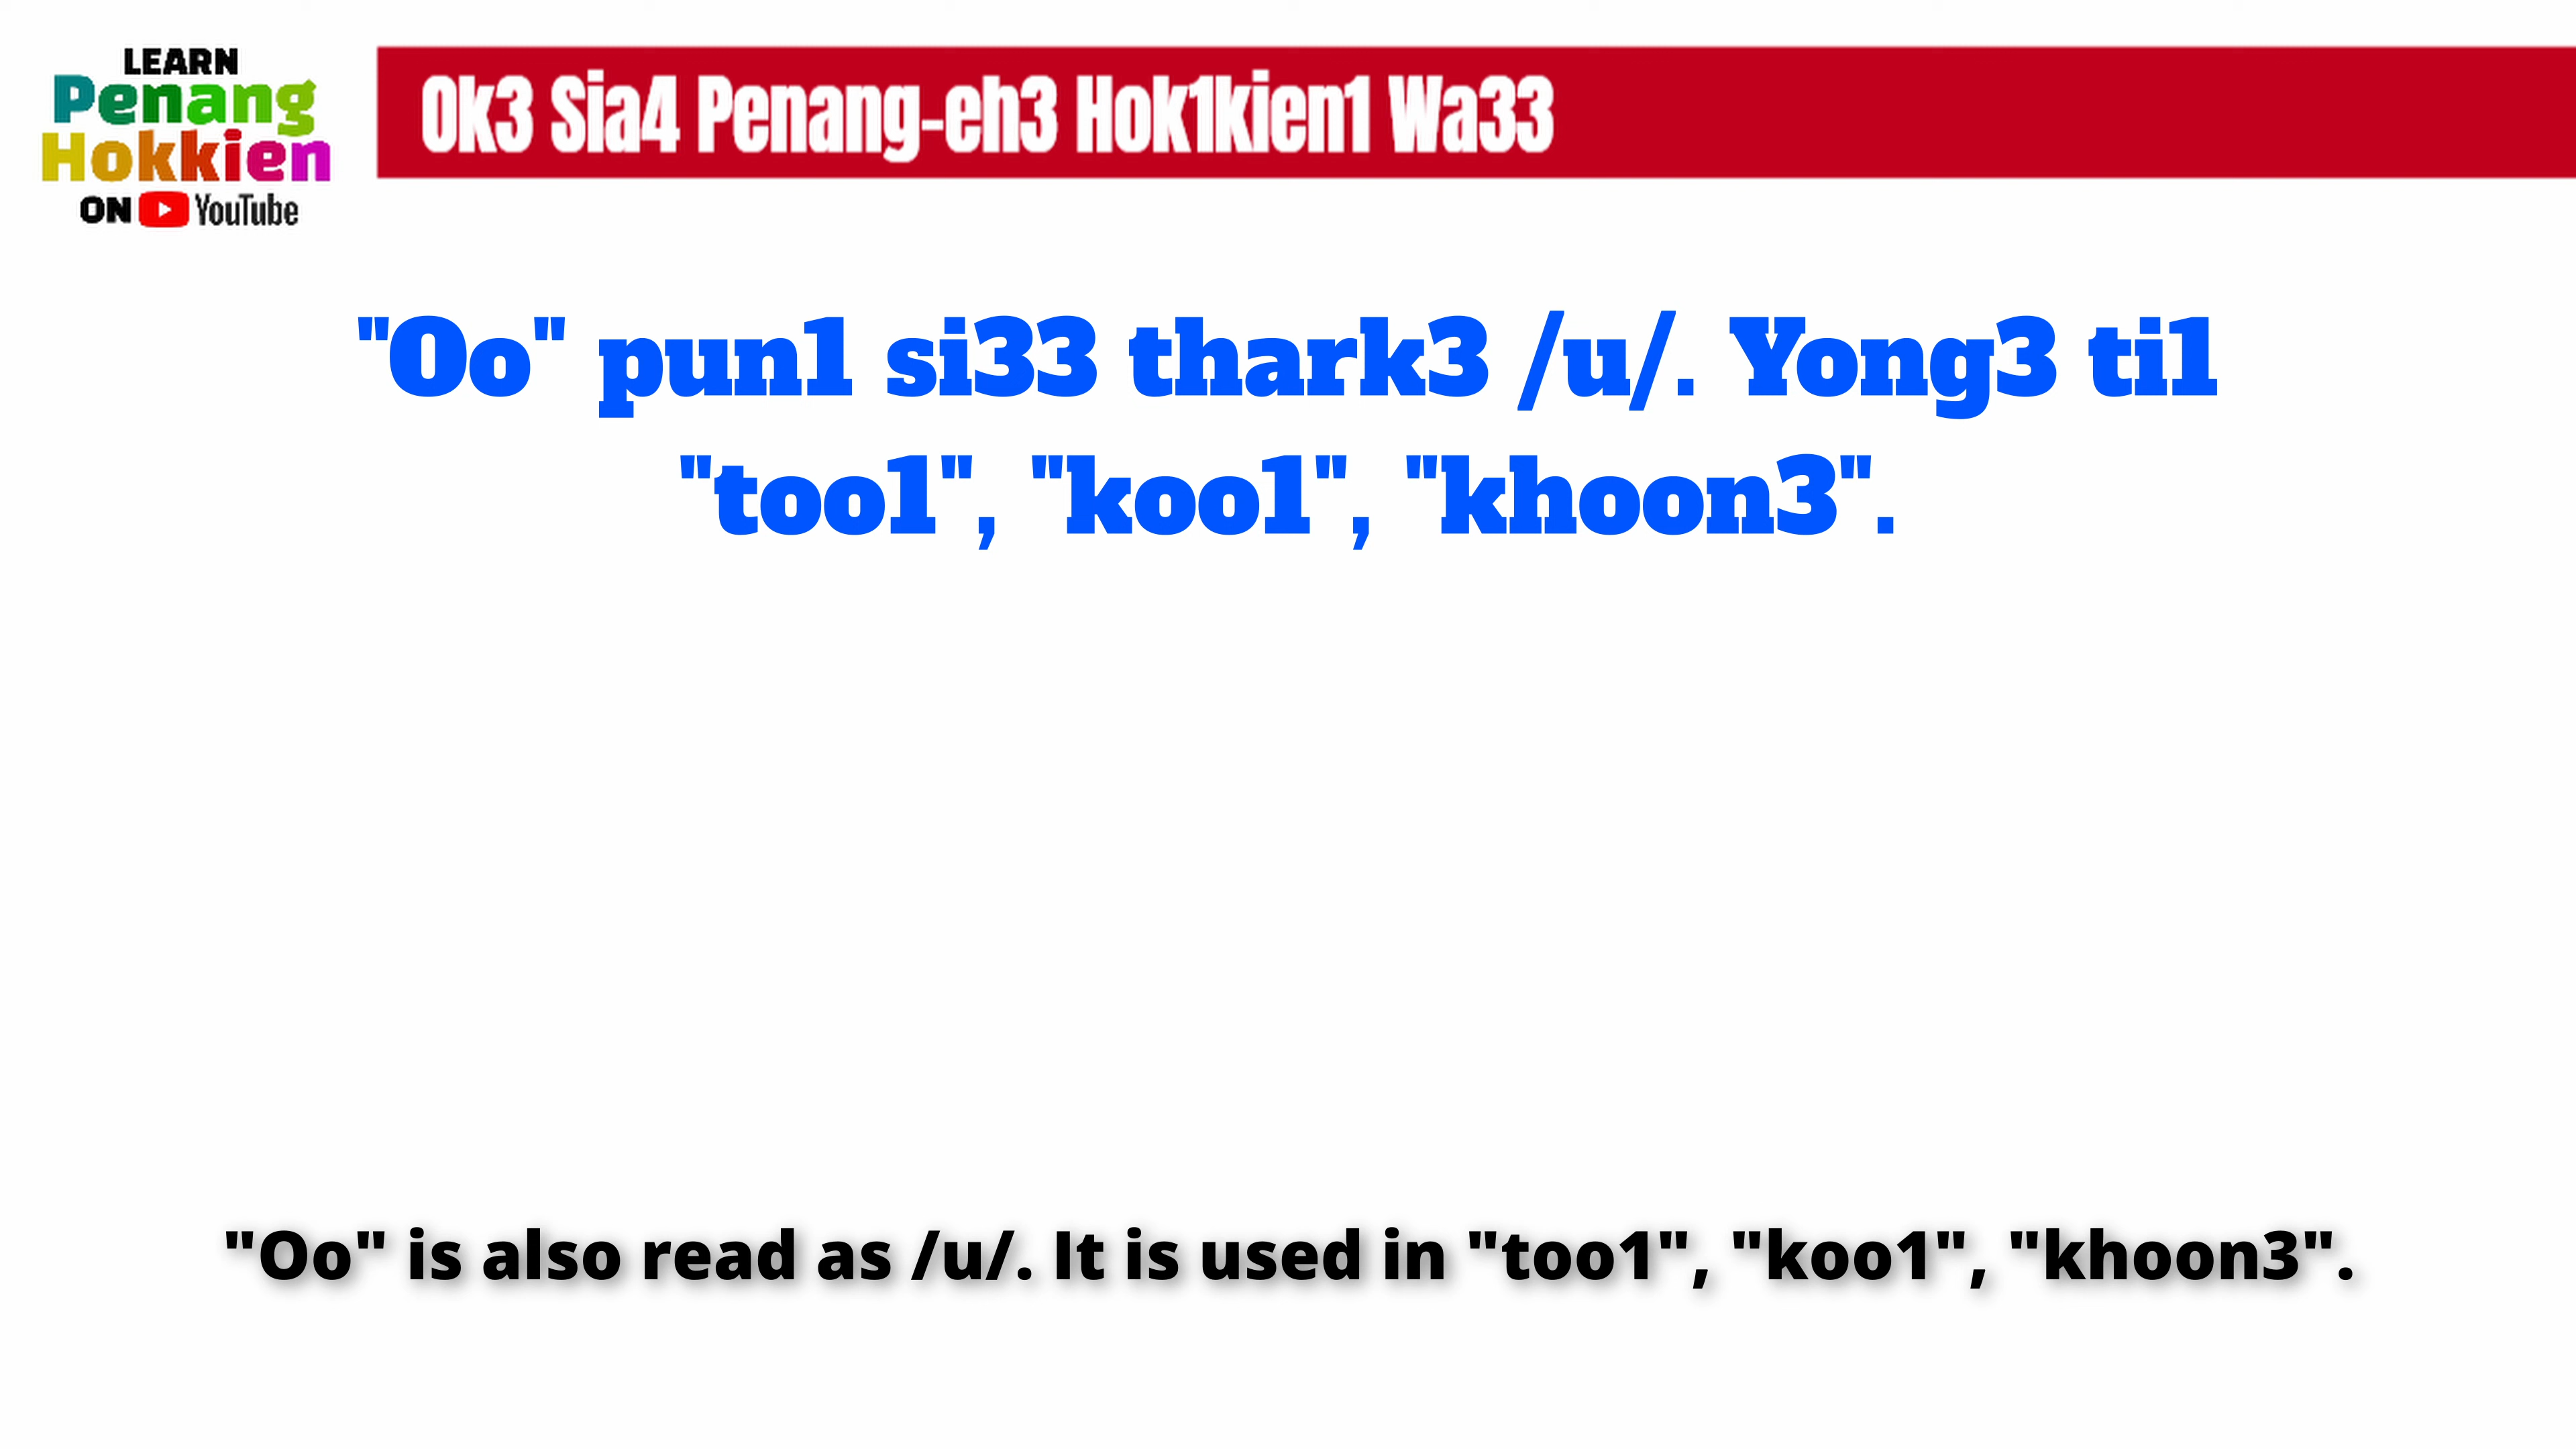 LEARN
Penang
Hokkien
ON YouTube
Ok3 Sia4 Penang-eh3 Hok1kien1 Wa33
"Oo" pun1 si33 thark3 /u/. Yong3 ti1
"too1", "koo1", "khoon3".
"Oo" is also read as /u/. It is used in "too1", "koo1", "khoon3".